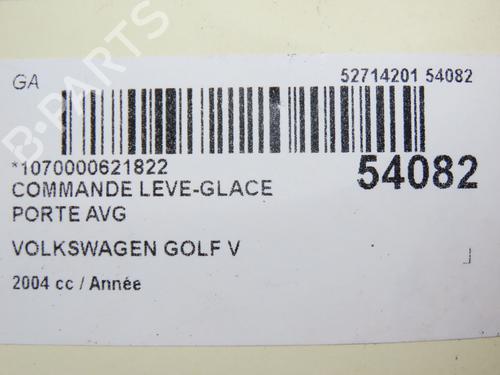 GA
52714201 54082
*1070000621822
54082
COMMANDE LEVE-GLACE
PORTE AVG
VOLKSWAGEN GOLF V
2004 cc / Année
B-PARTS